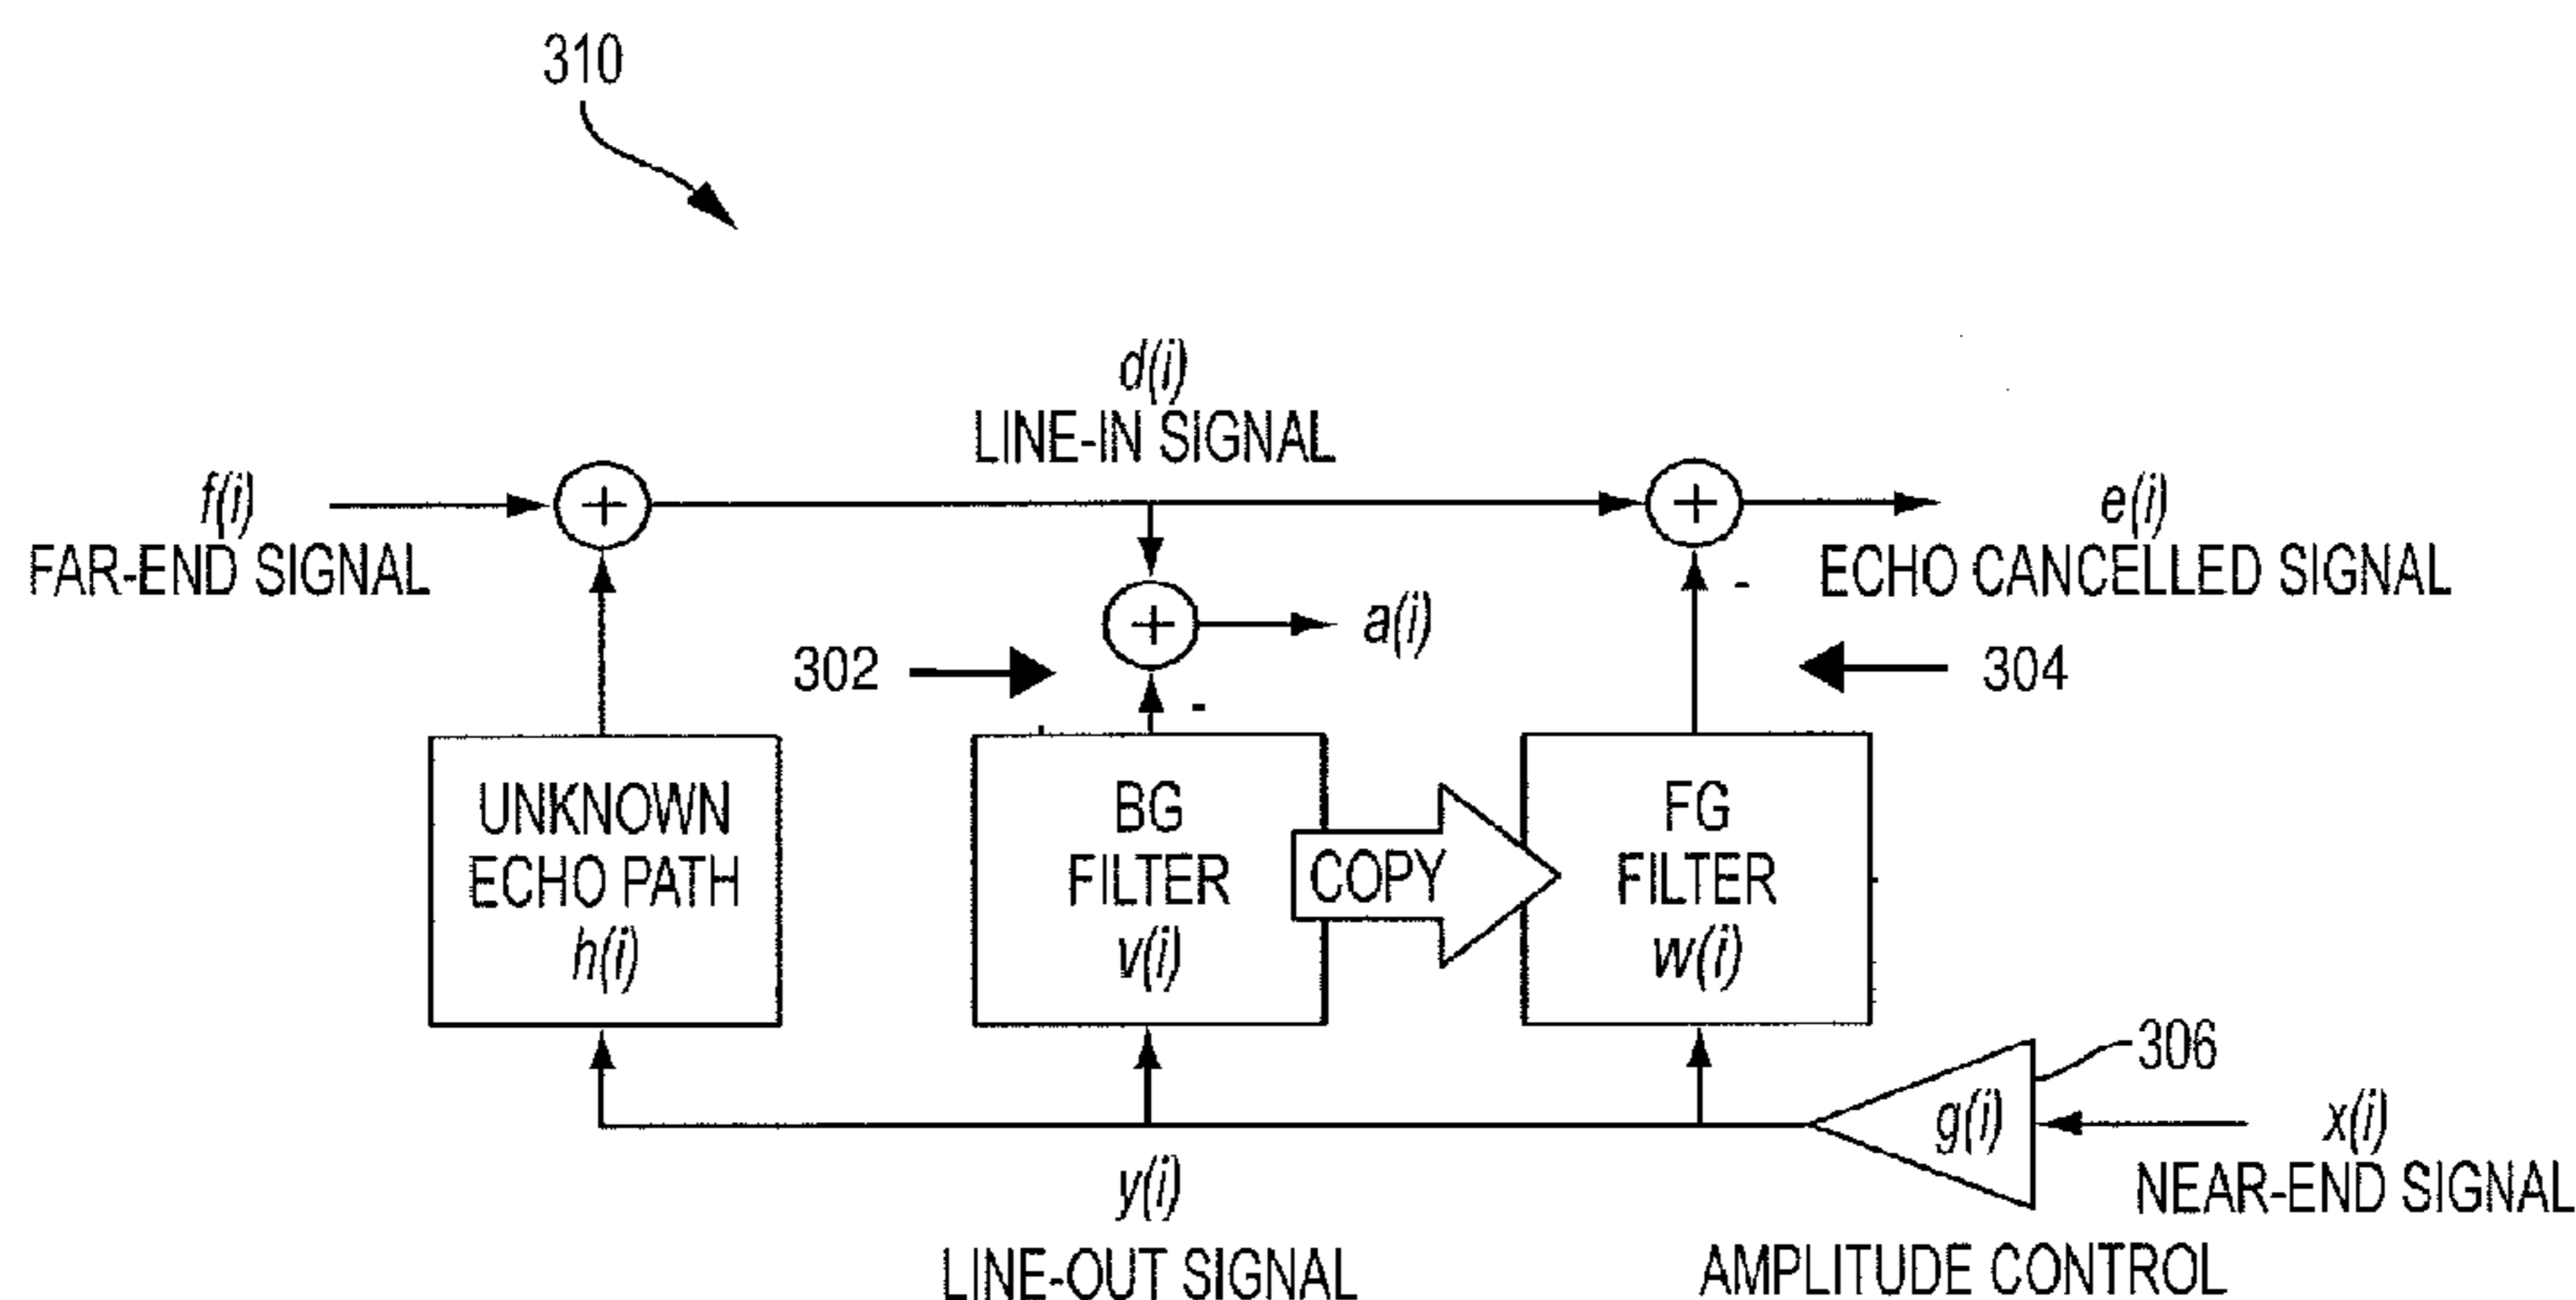 310
d(i)
LINE-IN SIGNAL
f(i)
FAR-END SIGNAL
+
+
e(i)
ECHO CANCELLED SIGNAL
+
a(i)
-
302
304
-
UNKNOWN
ECHO PATH
h(i)
BG
FILTER
v(i)
COPY
FG
FILTER
w(i)
306
g(i)
x(i)
NEAR-END SIGNAL
y(i)
LINE-OUT SIGNAL
AMPLITUDE CONTROL